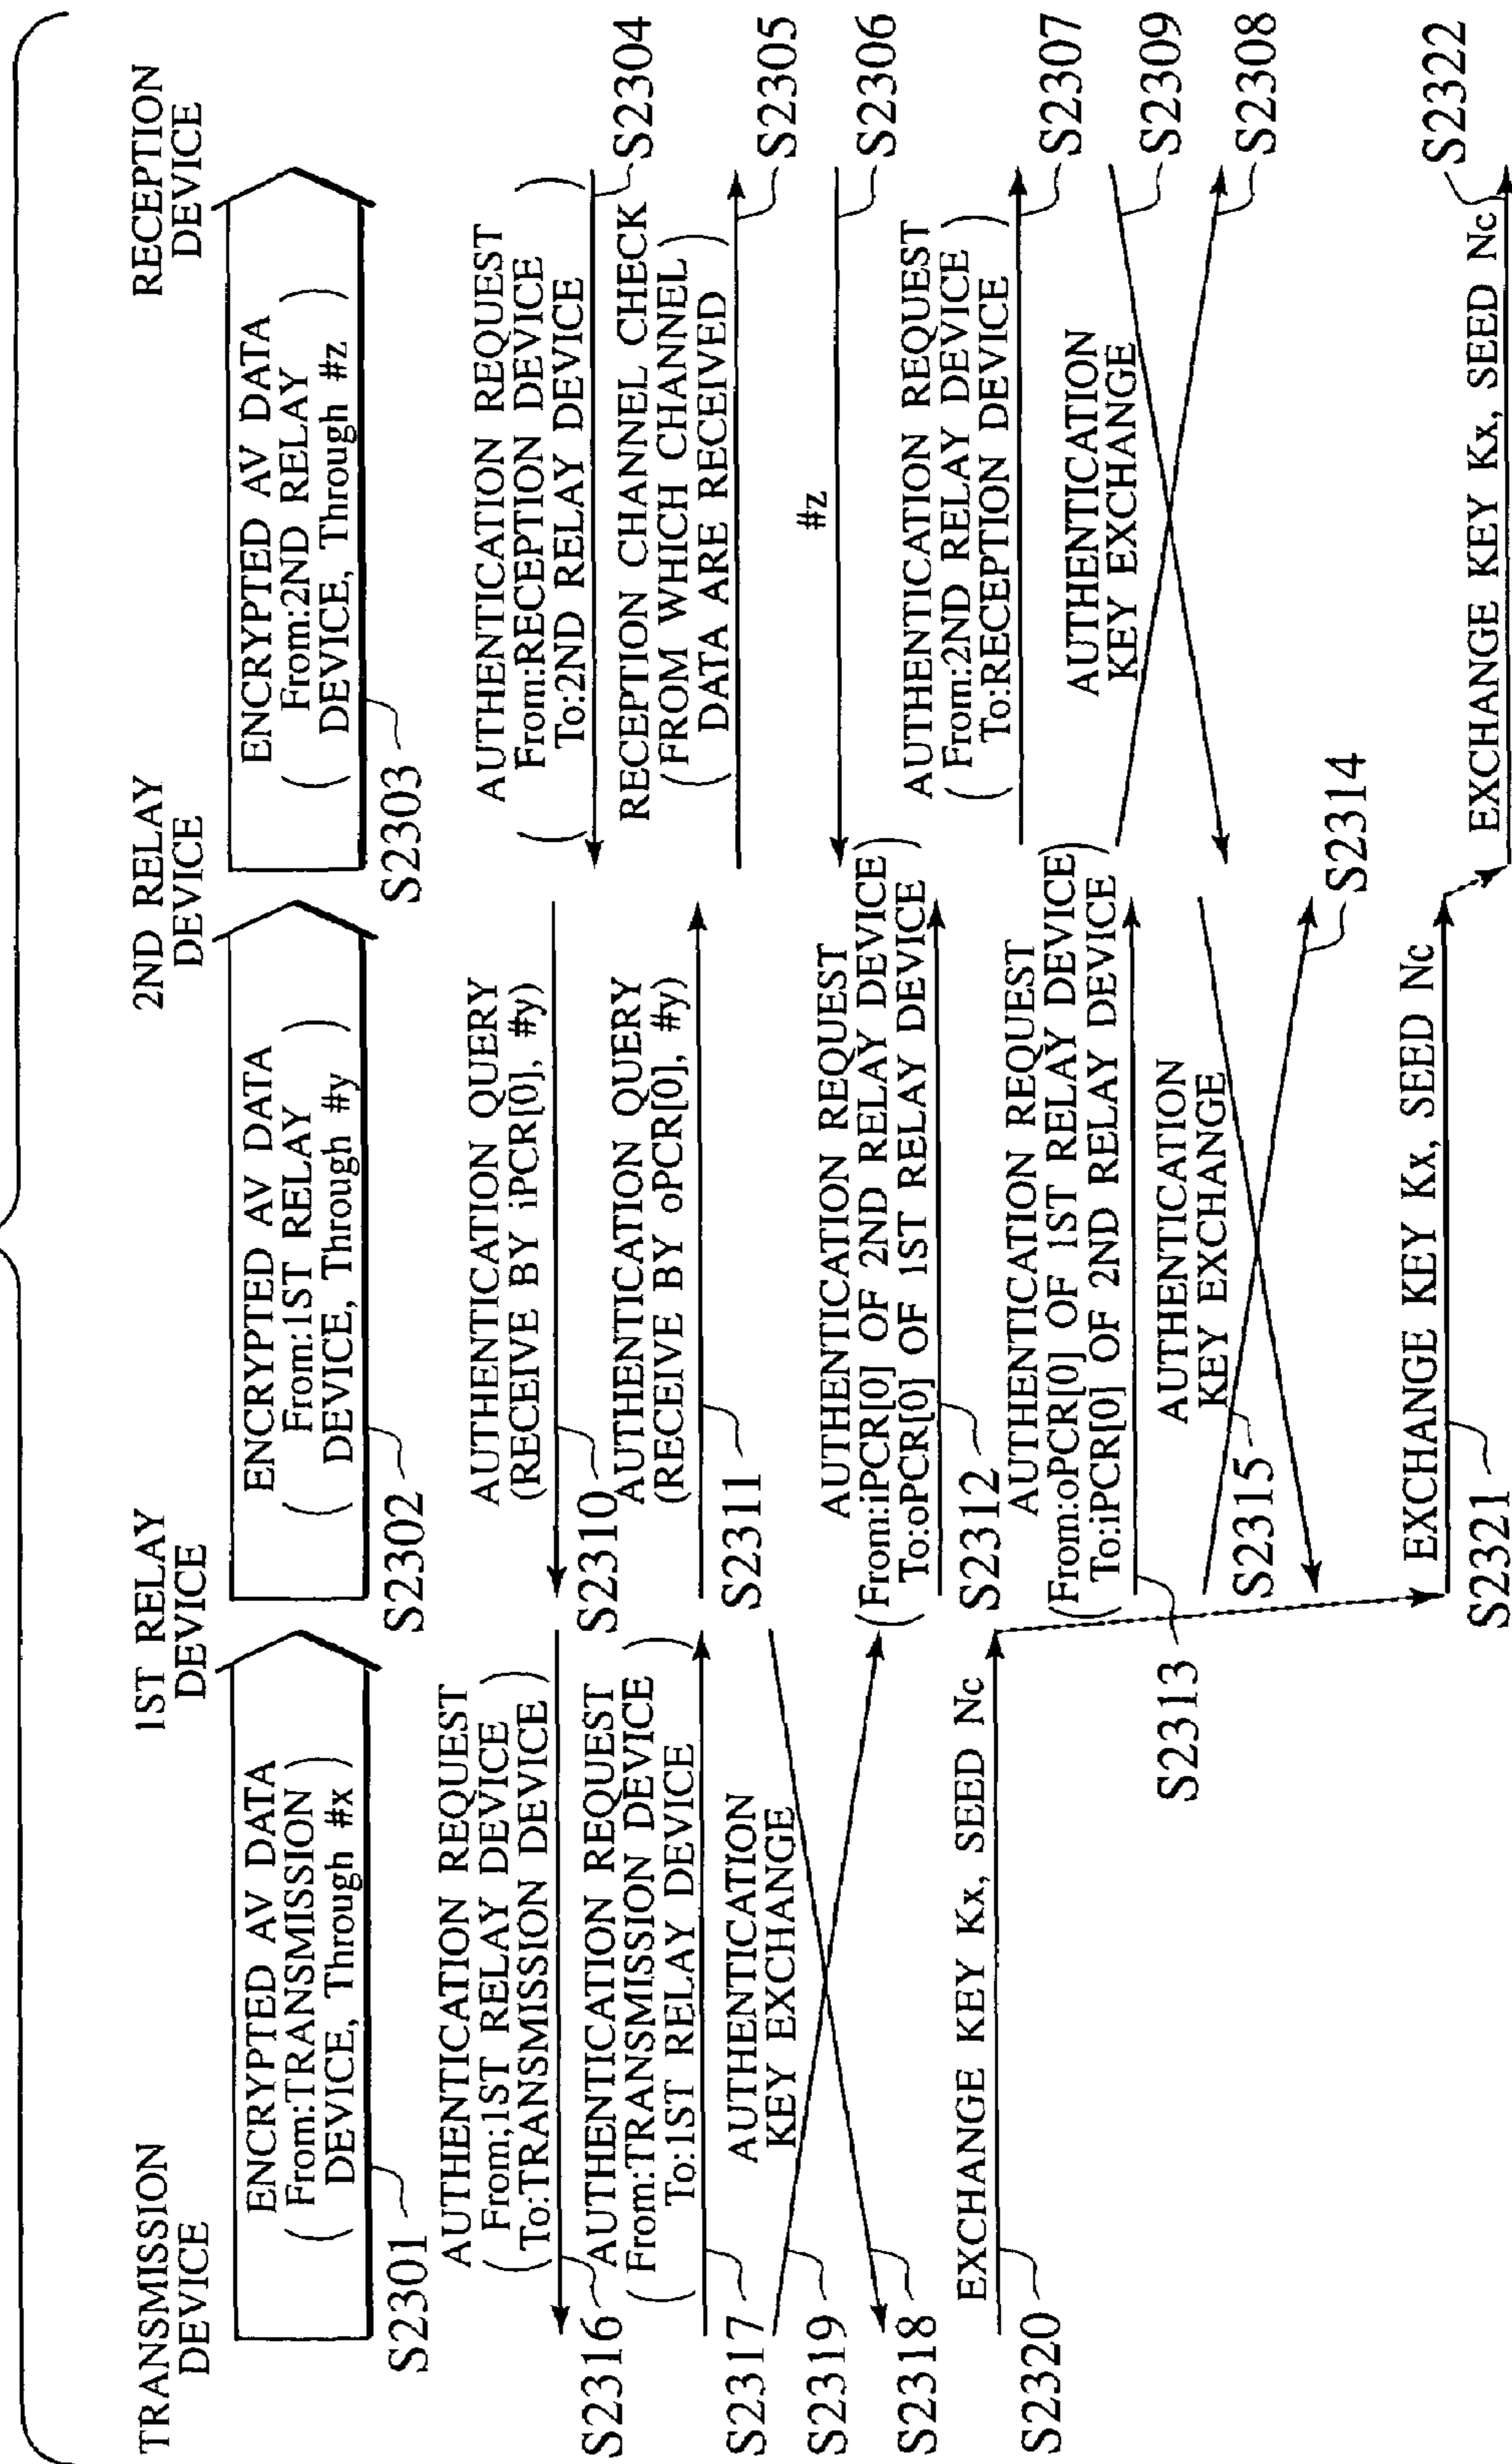 TRANSMISSION
DEVICE
1ST RELAY
DEVICE
2ND RELAY
DEVICE
RECEPTION
DEVICE
ENCRYPTED AV DATA
(From:TRANSMISSION
DEVICE, Through #x)
S2301
ENCRYPTED AV DATA
(From:1ST RELAY
DEVICE, Through #y)
S2302
ENCRYPTED AV DATA
(From:2ND RELAY
DEVICE, Through #z)
S2303
AUTHENTICATION REQUEST
(From:RECEPTION DEVICE
To:2ND RELAY DEVICE)
S2304
RECEPTION CHANNEL CHECK
(FROM WHICH CHANNEL
DATA ARE RECEIVED)
S2305
#z
S2306
AUTHENTICATION REQUEST
(From:2ND RELAY DEVICE
To:RECEPTION DEVICE)
S2307
AUTHENTICATION
KEY EXCHANGE
S2309
S2308
AUTHENTICATION QUERY
(RECEIVE BY iPCR[0], #y)
S2310
AUTHENTICATION QUERY
(RECEIVE BY oPCR[0], #y)
S2311
AUTHENTICATION REQUEST
(From:iPCR[0] OF 2ND RELAY DEVICE
To:oPCR[0] OF 1ST RELAY DEVICE)
S2312
AUTHENTICATION REQUEST
(From:oPCR[0] OF 1ST RELAY DEVICE
To:iPCR[0] OF 2ND RELAY DEVICE)
S2313
AUTHENTICATION
KEY EXCHANGE
S2315
S2314
AUTHENTICATION REQUEST
(From;1ST RELAY DEVICE
To:TRANSMISSION DEVICE)
S2316
AUTHENTICATION REQUEST
(From:TRANSMISSION DEVICE
To:1ST RELAY DEVICE)
S2317
AUTHENTICATION
KEY EXCHANGE
S2319
S2318
EXCHANGE KEY Kx, SEED Nc
S2320
EXCHANGE KEY Kx, SEED Nc
S2321
EXCHANGE KEY Kx, SEED Nc
S2322